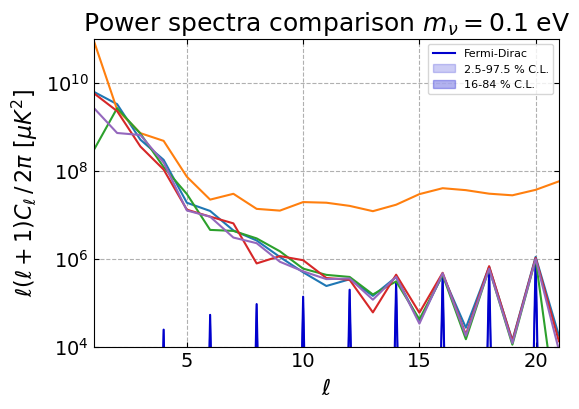 Power spectra comparison $m_\nu = 0.1$ eV
Fermi-Dirac
2.5-97.5 % C.L.
16-84 % C.L.
$\ell(\ell + 1)C_\ell / 2\pi$ [$\mu K^2$]
$10^{10}$
$10^8$
$10^6$
$10^4$
5
10
15
20
$\ell$